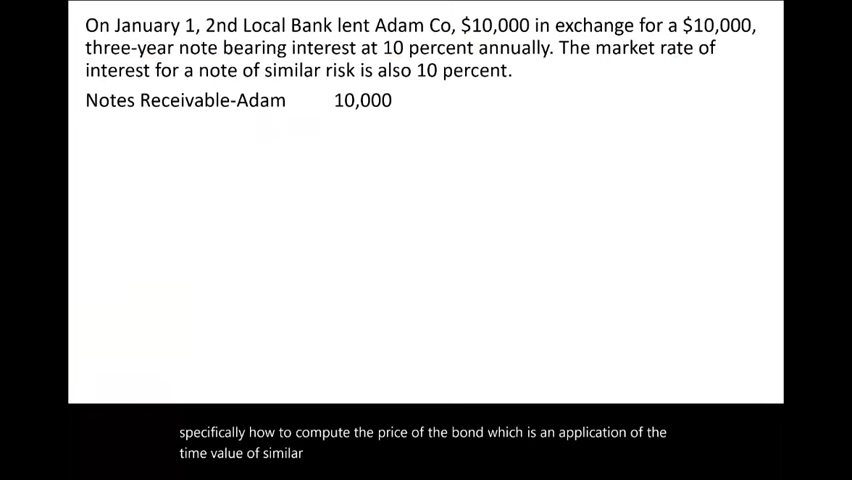 On January 1, 2nd Local Bank lent Adam Co, $10,000 in exchange for a $10,000,
three-year note bearing interest at 10 percent annually. The market rate of
interest for a note of similar risk is also 10 percent.
Notes Receivable-Adam 10,000
specifically how to compute the price of the bond which is an application of the
time value of similar